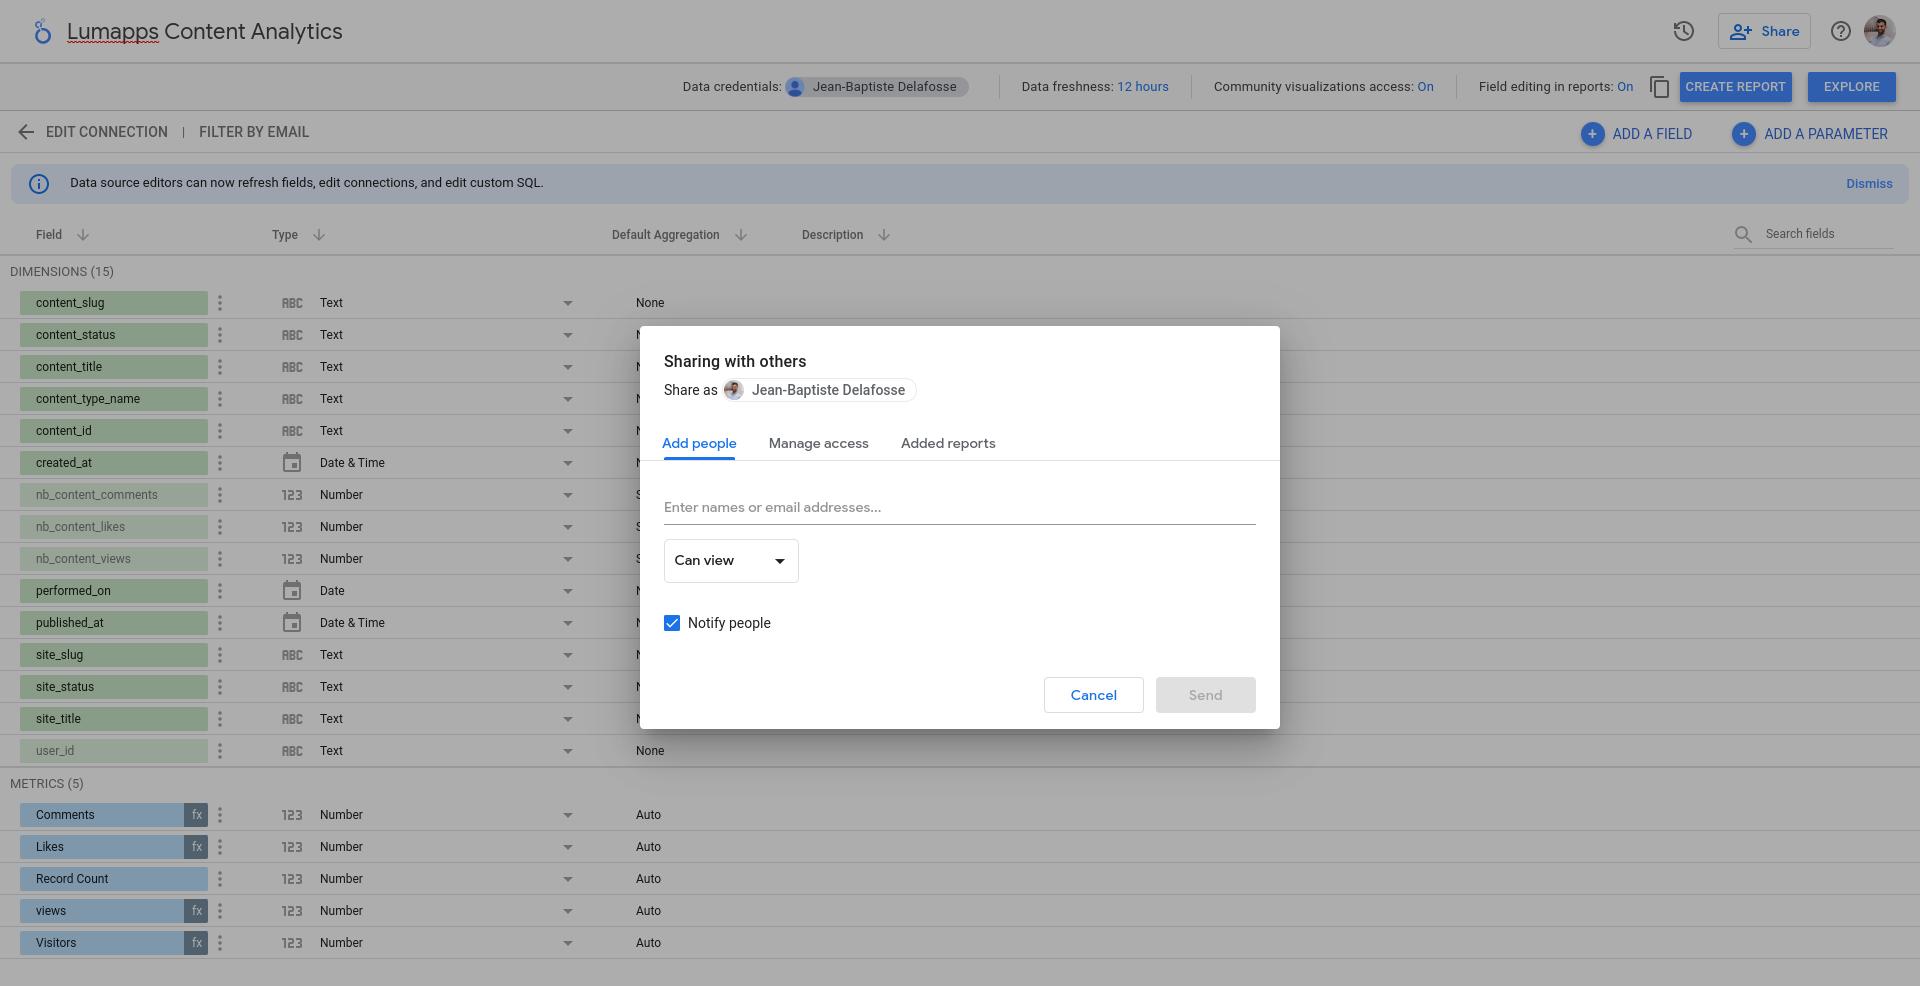 Lumapps Content Analytics
Share
Data credentials: Jean-Baptiste Delafosse
Data freshness: 12 hours
Community visualizations access: On
Field editing in reports: On
CREATE REPORT
EXPLORE
EDIT CONNECTION | FILTER BY EMAIL
ADD A FIELD
ADD A PARAMETER
Data source editors can now refresh fields, edit connections, and edit custom SQL.
Dismiss
Field Type Default Aggregation Description Search fields
DIMENSIONS (15)
content_slug ABC Text None
content_status ABC Text
content_title ABC Text
content_type_name ABC Text
content_id ABC Text
created_at Date & Time
nb_content_comments 123 Number
nb_content_likes 123 Number
nb_content_views 123 Number
performed_on Date
published_at Date & Time
site_slug ABC Text
site_status ABC Text
site_title ABC Text
user_id ABC Text None
METRICS (5)
Comments fx 123 Number Auto
Likes fx 123 Number Auto
Record Count 123 Number Auto
views fx 123 Number Auto
Visitors fx 123 Number Auto
Sharing with others
Share as Jean-Baptiste Delafosse
Add people Manage access Added reports
Enter names or email addresses...
Can view
Notify people
Cancel Send